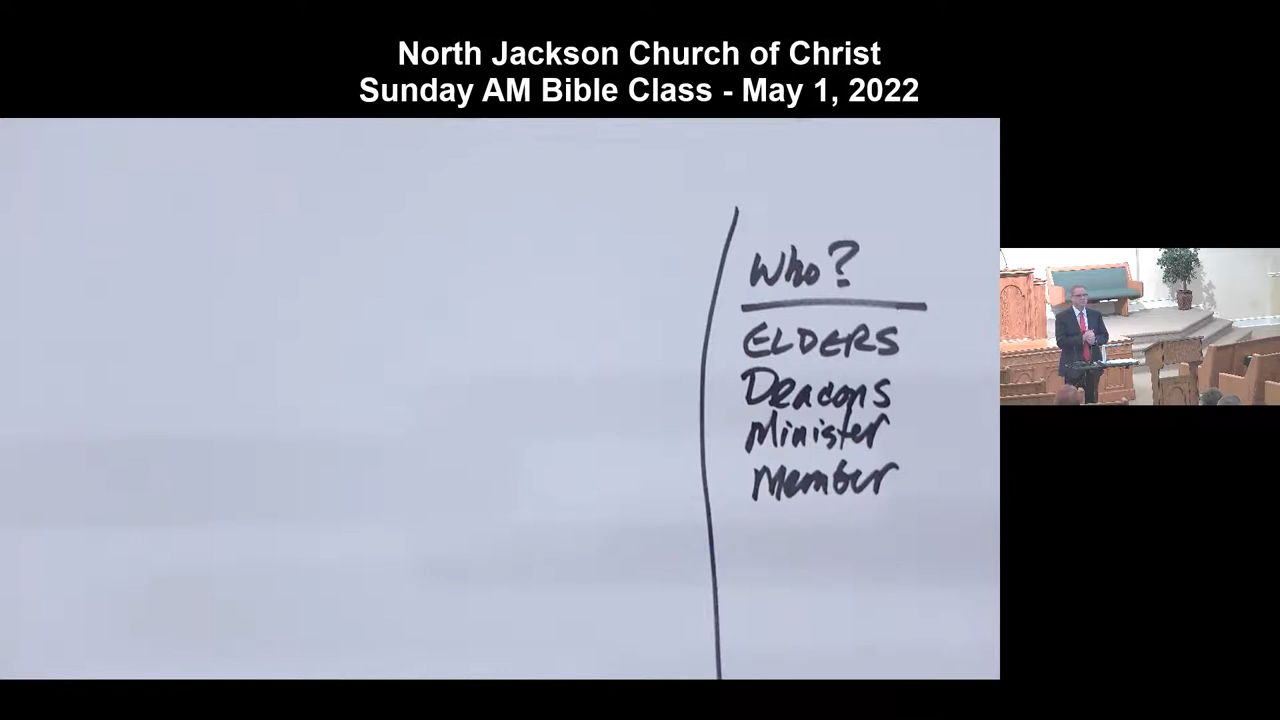 North Jackson Church of Christ
Sunday AM Bible Class - May 1, 2022
Who?
ELDERS
Deacons
Minister
Member